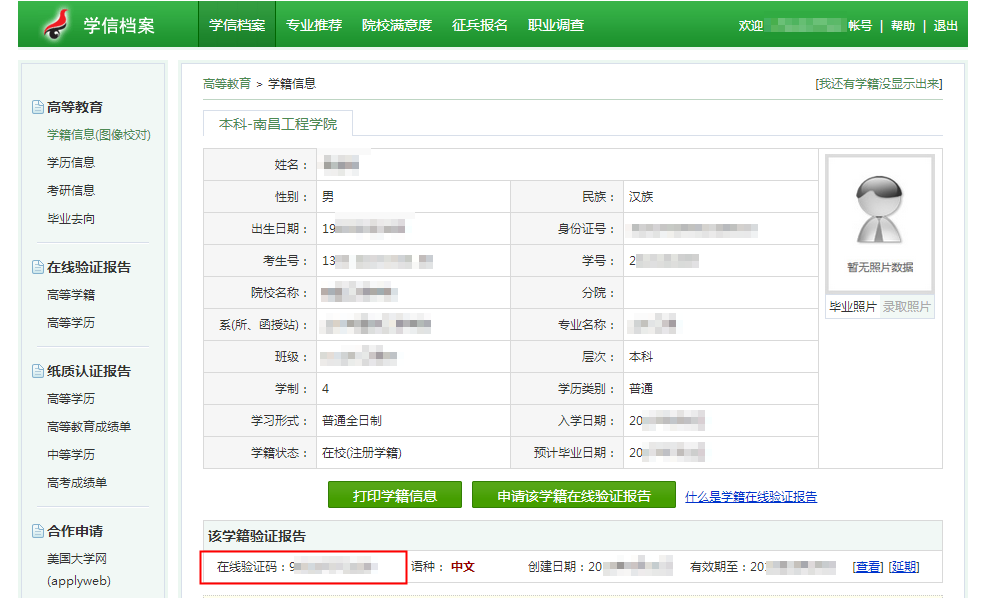 学信档案 学信档案 专业推荐 院校满意度 征兵报名 职业调查 欢迎 帐号 | 帮助 | 退出
高等教育
学籍信息(图像校对)
学历信息
考研信息
毕业去向
在线验证报告
高等学籍
高等学历
纸质认证报告
高等学历
高等教育成绩单
中等学历
高考成绩单
合作申请
美国大学网
(applyweb)
高等教育 > 学籍信息 [我还有学籍没显示出来]
本科-南昌工程学院
姓名：
性别： 男 民族： 汉族
出生日期： 19 身份证号：
考生号： 13 学号： 2
院校名称： 分院：
系(所、函授站)： 专业名称：
班级： 层次： 本科
学制： 4 学历类别： 普通
学习形式： 普通全日制 入学日期： 20
学籍状态： 在校(注册学籍) 预计毕业日期： 20
暂无照片数据
毕业照片 录取照片
打印学籍信息 申请该学籍在线验证报告 什么是学籍在线验证报告
该学籍验证报告
在线验证码：9 语种： 中文 创建日期：20 有效期至：20 [查看] [延期]